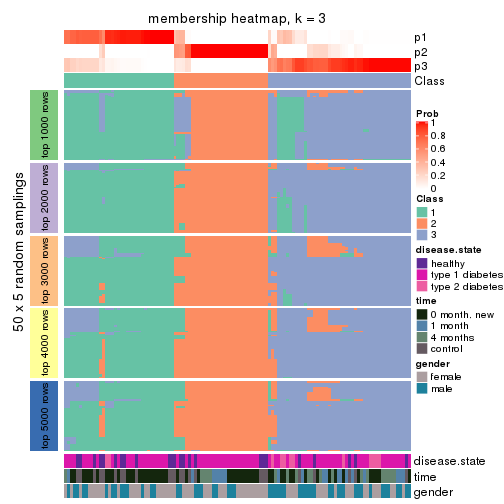 membership heatmap, k = 3
p1
p2
p3
Class
50 x 5 random samplings
top 1000 rows
top 2000 rows
top 3000 rows
top 4000 rows
top 5000 rows
disease.state
time
gender
Prob
1
0.8
0.6
0.4
0.2
0
Class
1
2
3
disease.state
healthy
type 1 diabetes
type 2 diabetes
time
0 month. new
1 month
4 months
control
gender
female
male